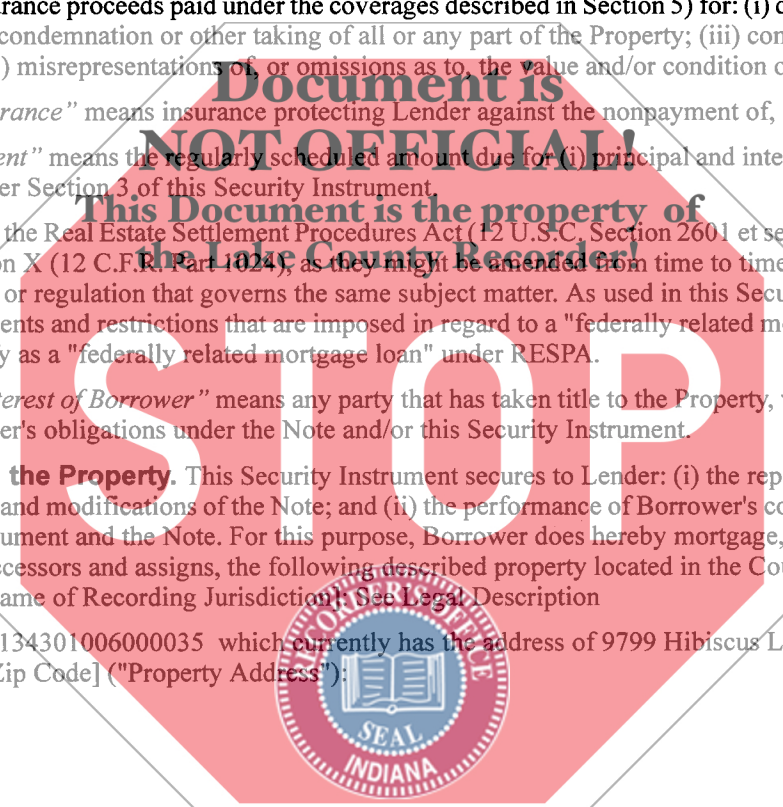 urance proceeds paid under the coverages described in Section 5) for: (i) d
condemnation or other taking of all or any part of the Property; (iii) con
) misrepresentations of, or omissions as to, the value and/or condition o
Document is
rance" means insurance protecting Lender against the nonpayment of,
NOT OFFICIAL!
ent" means the regularly scheduled amount due for (i) principal and inte
er Section 3 of this Security Instrument.
This Document is the property of
the Real Estate Settlement Procedures Act (12 U.S.C. Section 2601 et se
the Lake County Recorder!
on X (12 C.F.R. Part 1024), as they might be amended from time to time
or regulation that governs the same subject matter. As used in this Secu
ents and restrictions that are imposed in regard to a "federally related mo
y as a "federally related mortgage loan" under RESPA.
STOP
terest of Borrower" means any party that has taken title to the Property,
er's obligations under the Note and/or this Security Instrument.
the Property. This Security Instrument secures to Lender: (i) the rep
and modifications of the Note; and (ii) the performance of Borrower's co
ument and the Note. For this purpose, Borrower does hereby mortgage,
ccessors and assigns, the following described property located in the Cou
ame of Recording Jurisdiction]: See Legal Description
134301006000035 which currently has the address of 9799 Hibiscus L
Zip Code] ("Property Address"):
RECORDER'S OFFICE
SEAL
INDIANA